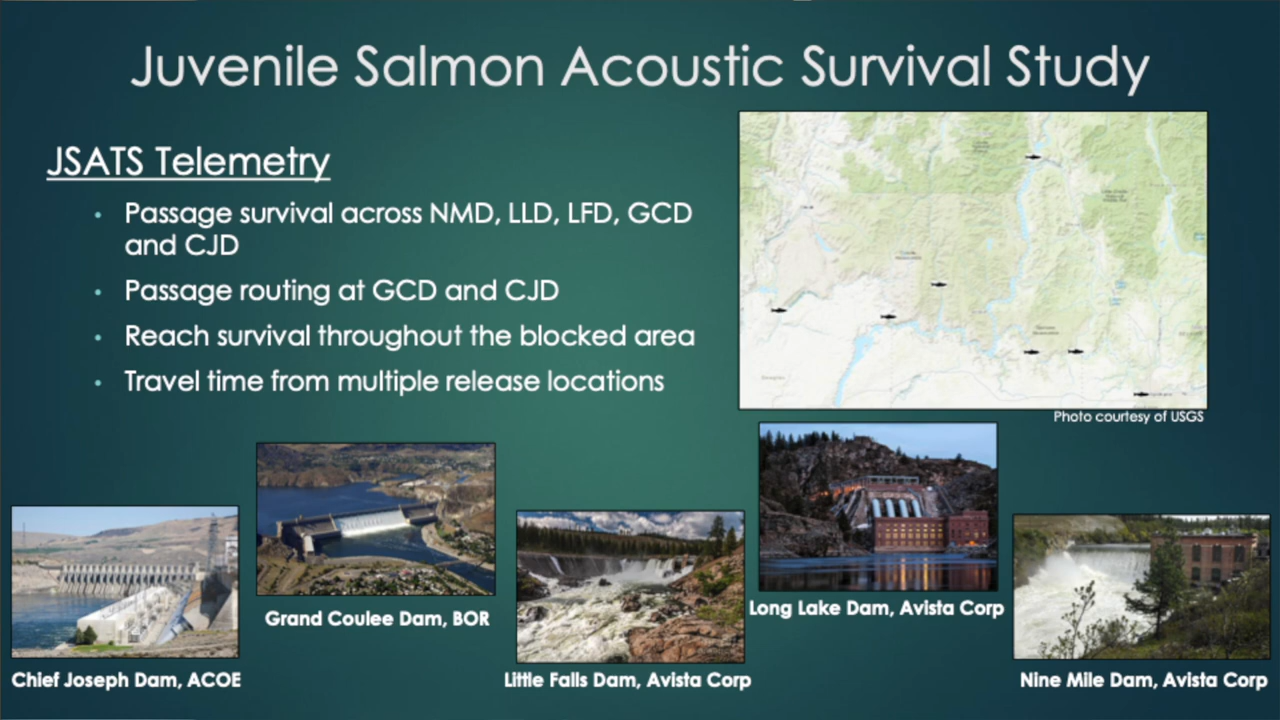 Juvenile Salmon Acoustic Survival Study
JSATS Telemetry
• Passage survival across NMD, LLD, LFD, GCD
and CJD
• Passage routing at GCD and CJD
• Reach survival throughout the blocked area
• Travel time from multiple release locations
Photo courtesy of USGS
Grand Coulee Dam, BOR
Long Lake Dam, Avista Corp
Chief Joseph Dam, ACOE
Little Falls Dam, Avista Corp
Nine Mile Dam, Avista Corp